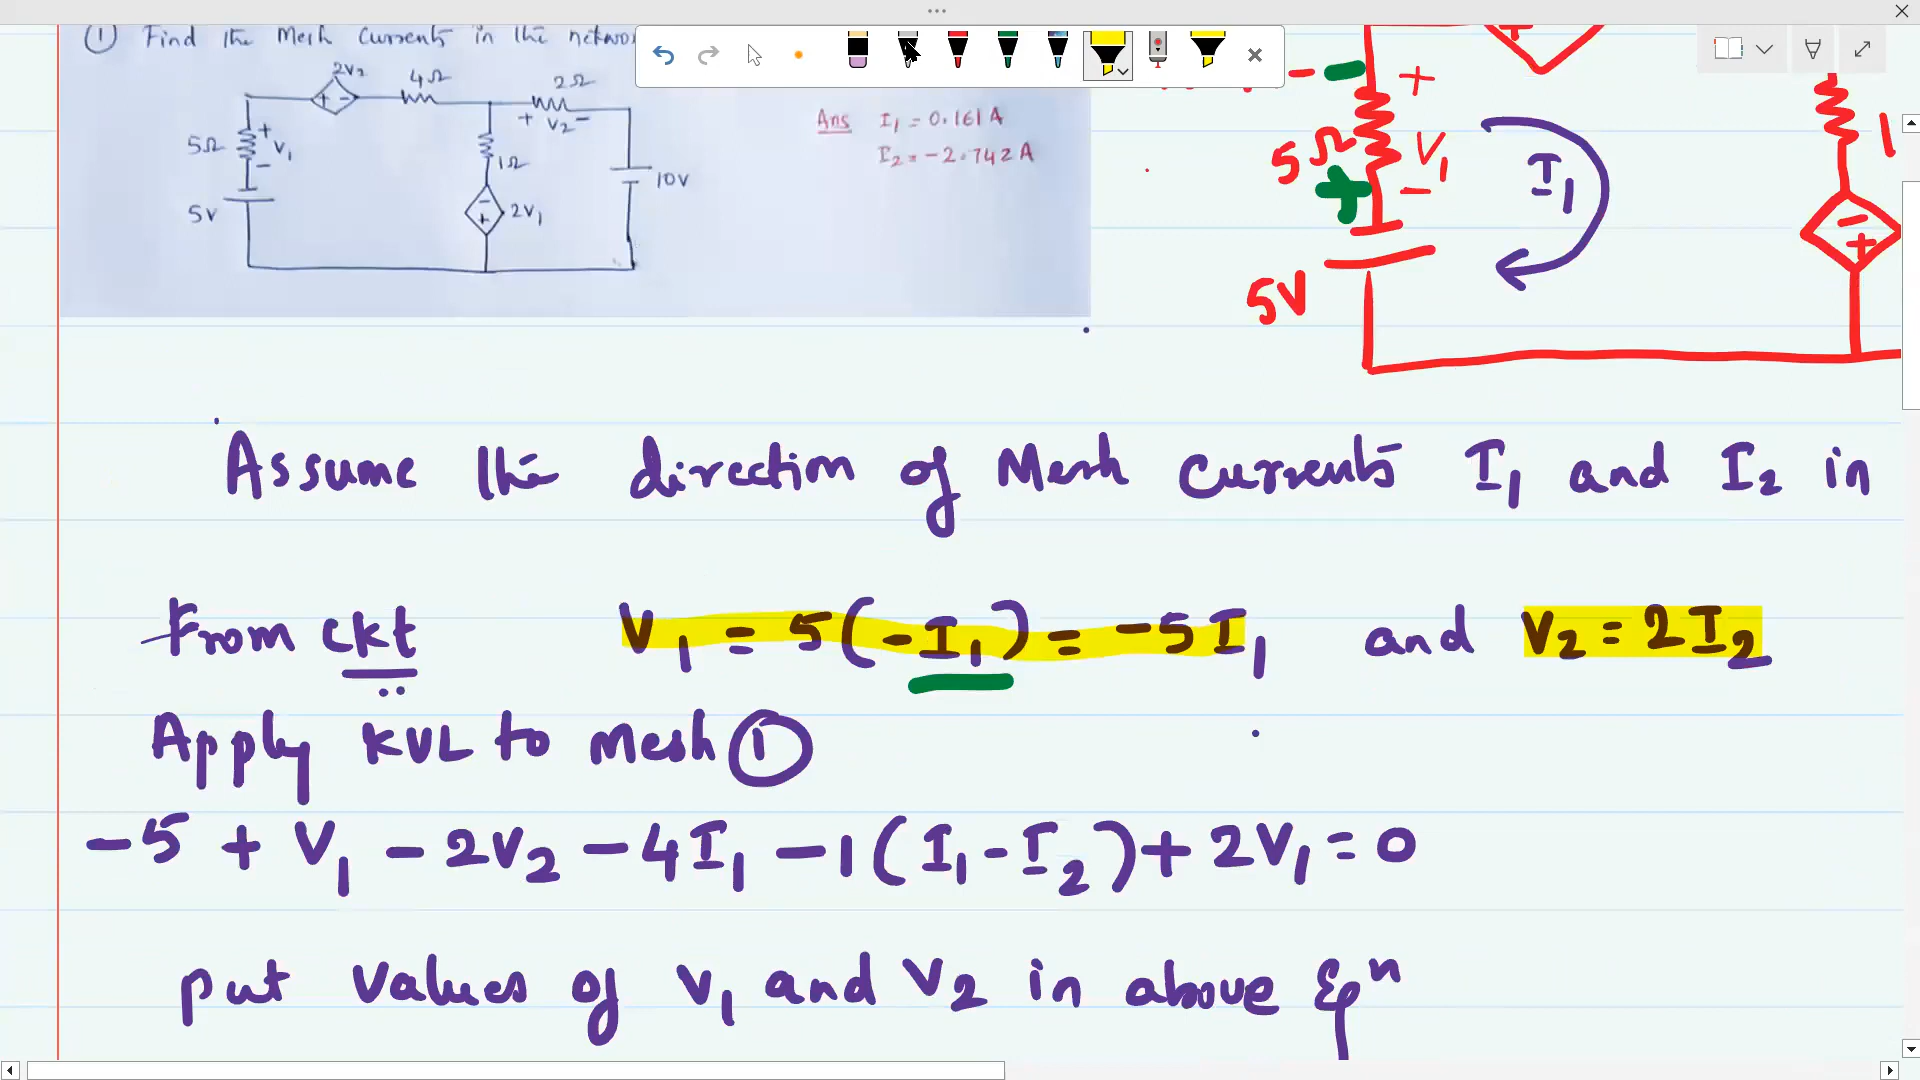 ① Find the Mesh Currents in the
2V2 4Ω 2Ω
+ -
+ V2 -
5Ω + V1 -
1Ω
10V
5V
- + 2V1
Ans I1 = 0.161A
I2 = -2.742A
- +
5Ω V1
+ -
I1
1
- +
5V
Assume the direction of Mesh Currents I1 and I2 in
From ckt V1 = 5(-I1) = -5I1 and V2 = 2I2
Apply KVL to Mesh ①
-5 + V1 - 2V2 - 4I1 - 1(I1 - I2) + 2V1 = 0
put values of V1 and V2 in above Eqn